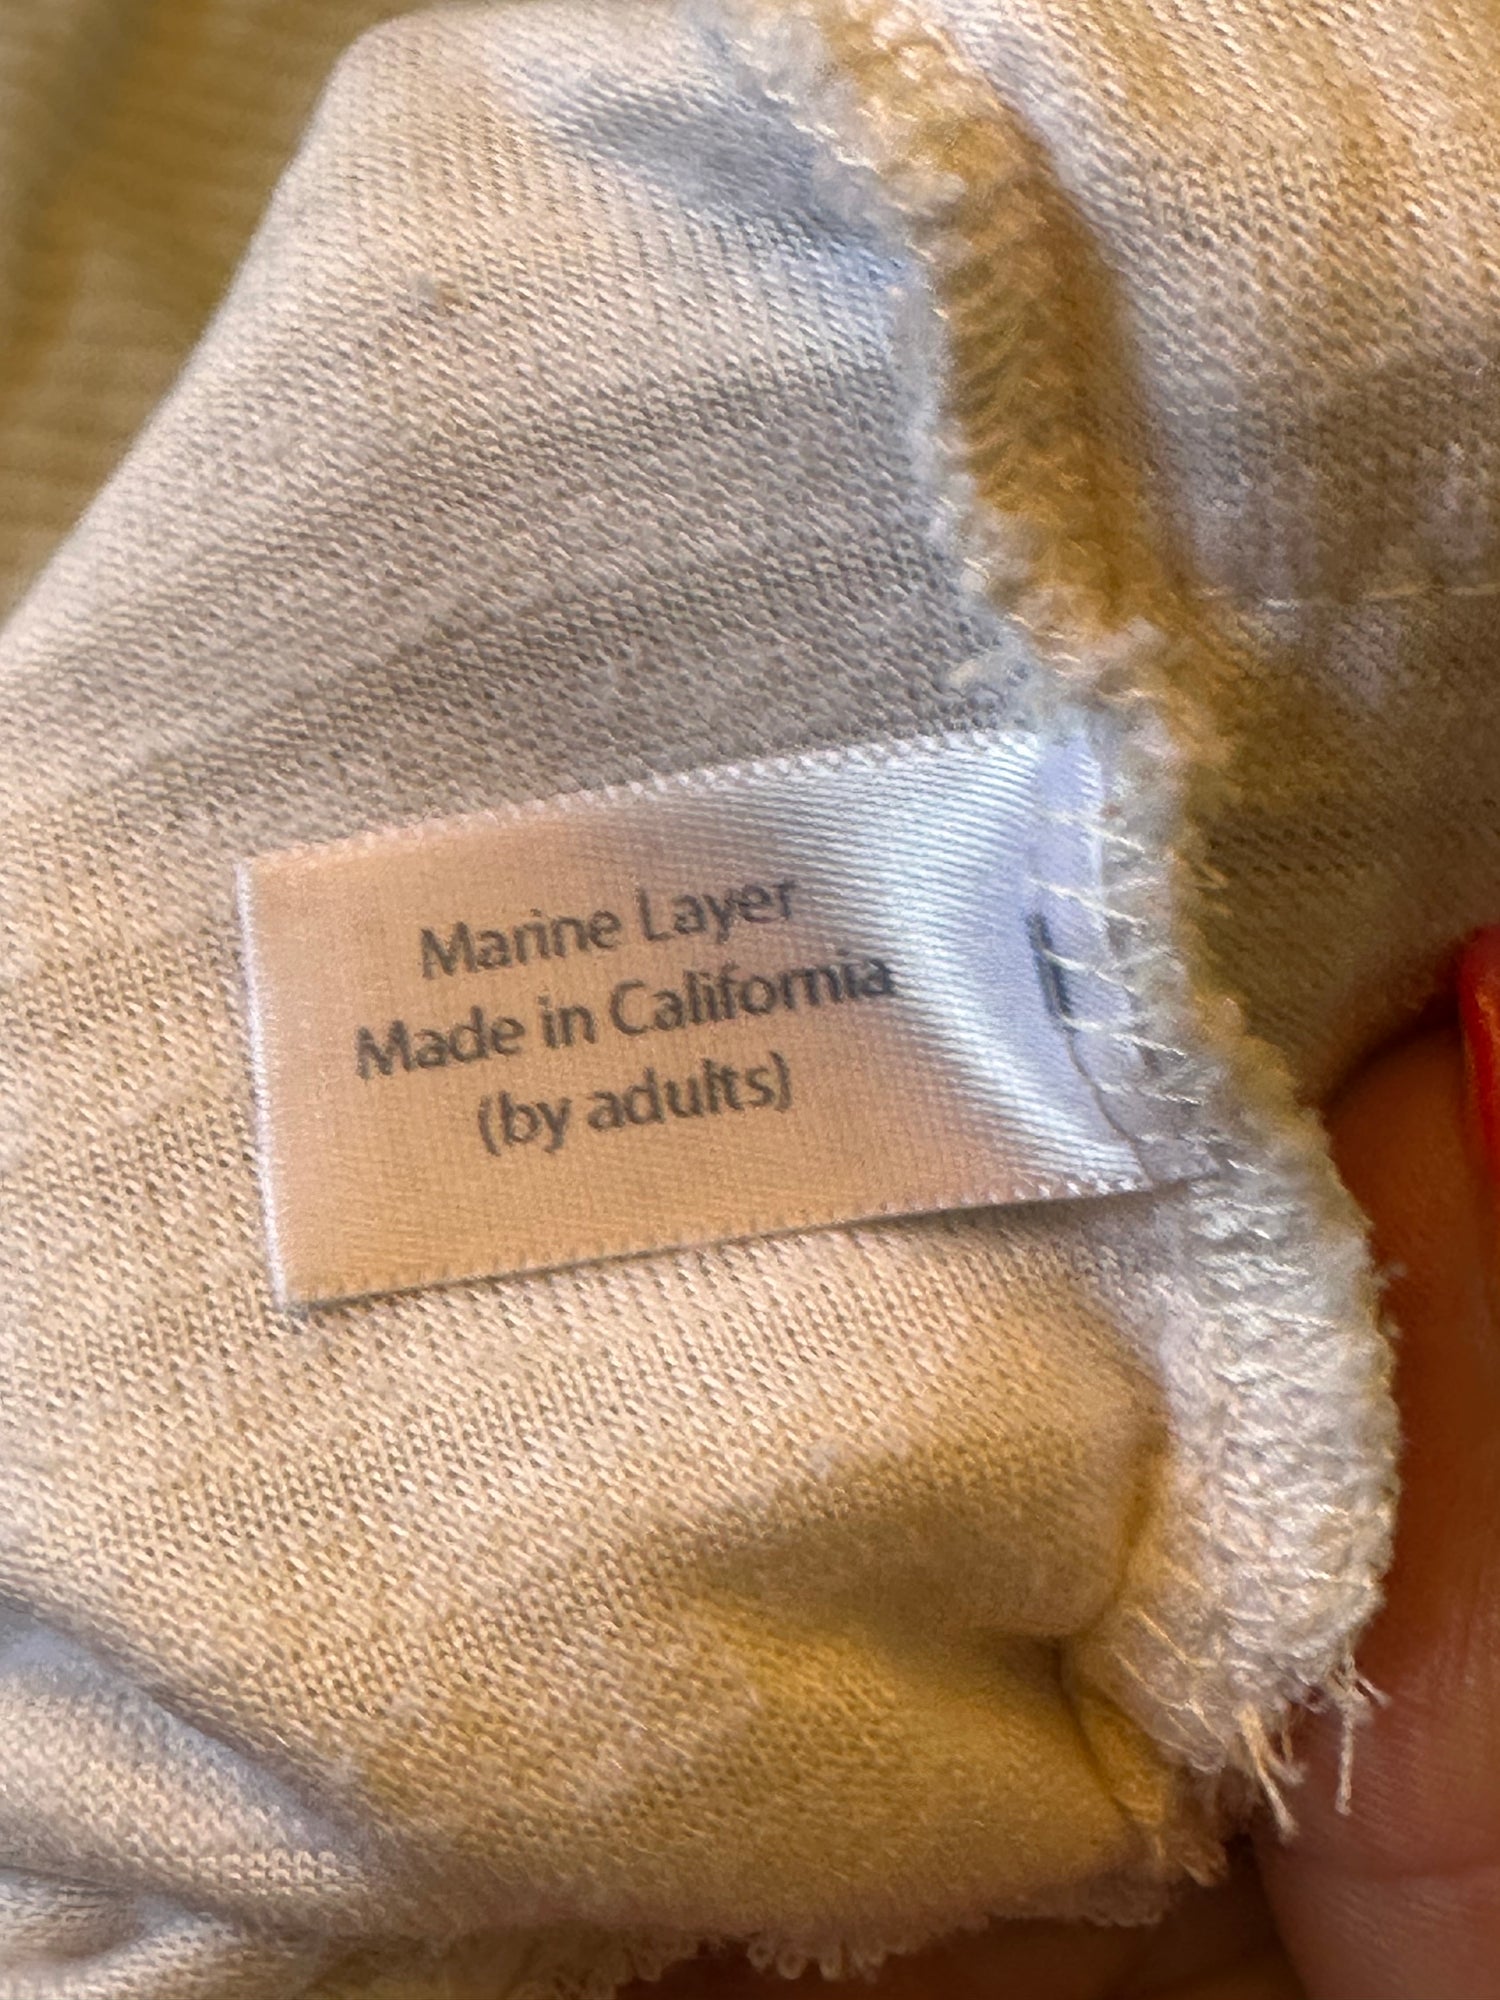 Marine Layer
Made in California
(by adults)